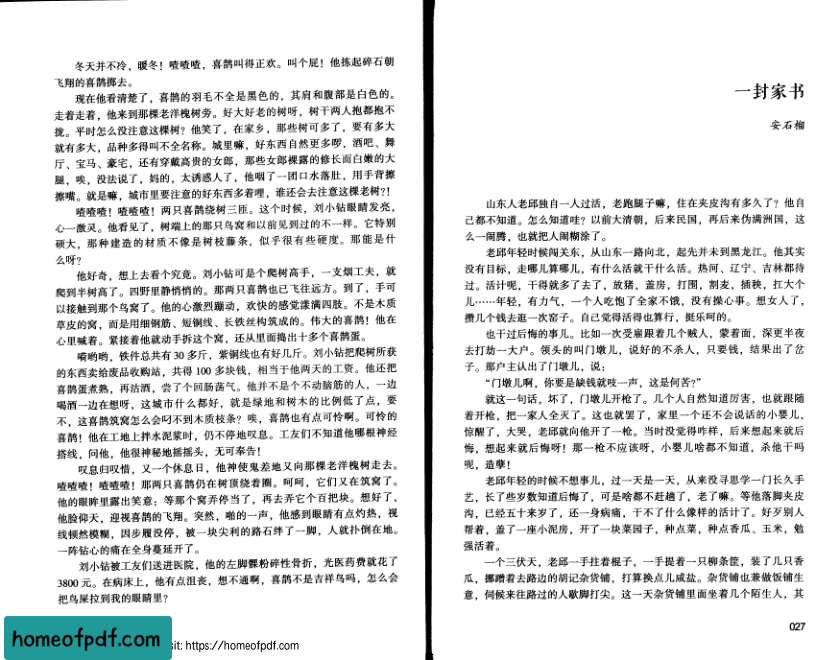 冬天并不冷，暖冬！喳喳喳，喜鹊叫得正欢。叫个屁！他拣起碎石朝
飞翔的喜鹊掷去。
现在他看清楚了，喜鹊的羽毛不全是黑色的，其肩和腹部是白色的。
走着走着，他来到那棵老洋槐树旁。好大好老的树呀，树干两人抱都抱不
拢。平时怎么没注意这棵树？他笑了，在家乡，那些树可多了，要有多大
就有多大，品种多得叫不全名称。城里嘛，好东西自然更多啰，酒吧、舞
厅、宝马、豪宅，还有穿戴高贵的女郎，那些女郎裸露的修长而白嫩的大
腿，唉，没法说了，妈的，太诱惑人了，他咽了一团口水落肚，用手背擦
擦嘴。就是嘛，城市里要注意的好东西多着哩，谁还会去注意这棵老树？！
喳喳喳！喳喳喳！两只喜鹊绕树三匝。这个时候，刘小钻眼睛发亮，
心一激灵。他看见了，树端上的那只鸟窝和以前见到过的不一样。它特别
硕大，那种建造的材质不像是树枝藤条，似乎很有些硬度。那能是什
么呀？
他好奇，想上去看个究竟。刘小钻可是个爬树高手，一支烟工夫，就
爬到半树高了。四野里静悄悄的。那两只喜鹊也已飞往远方。到了，手可
以接触到那个鸟窝了。他的心激烈蹦动，欢快的感觉漾满四肢。不是木质
草皮的窝，而是用细钢筋、短铜线、长铁丝构筑成的。伟大的喜鹊！他在
心里喊着。紧接着他就动手拆这个窝，还从里面掏出十多个喜鹊蛋。
嗬哟哟，铁件总共有 30 多斤，紫铜线也有好几斤。刘小钻把爬树所获
的东西卖给废品收购站，共得 100 多块钱，相当于他两天的工资。他还把
喜鹊蛋煮熟，再沽酒，尝了个回肠荡气。他并不是个不动脑筋的人，一边
喝酒一边在想呀，这城市什么都好，就是绿地和树木的比例低了点，要
不，这喜鹊筑窝怎么会叼不到木质枝条？唉，喜鹊也有点可怜啊。可怜的
喜鹊！他在工地上拌水泥浆时，仍不停地叹息。工友们不知道他哪根神经
搭线，问他，他很神秘地摇摇头，无可奉告！
叹息归叹惜，又一个休息日，他神使鬼差地又向那棵老洋槐树走去。
喳喳喳！喳喳喳！那两只喜鹊仍在树顶绕着圈。呵呵，它们又在筑窝了。
他的眼眸里露出笑意：等那个窝弄停当了，再去弄它个百把块。想好了，
他脸仰天，迎视喜鹊的飞翔。突然，啪的一声，他感到眼睛有点灼热，视
线顿然模糊，因步履没停，被一块尖利的路石绊了一脚，人就扑倒在地。
一阵钻心的痛在全身蔓延开了。
刘小钻被工友们送进医院，他的左脚髁粉碎性骨折，光医药费就花了
3800 元。在病床上，他有点沮丧，想不通啊，喜鹊不是吉祥鸟吗，怎么会
把鸟屎拉到我的眼睛里？
homeofpdf.com
sit: https://homeofpdf.com
一封家书
安石榴
山东人老邱独自一人过活，老跑腿子嘛，住在夹皮沟有多久了？他自
己都不知道。怎么知道哇？以前大清朝，后来民国，再后来伪满洲国，这
么一闹腾，也就把人闹糊涂了。
老邱年轻时候闯关东，从山东一路向北，起先并未到黑龙江。他其实
没有目标，走哪儿算哪儿，有什么活就干什么活。热河、辽宁、吉林都待
过。活计呢，干得就多了去了，放猪，盖房，打围，割麦，插秧，扛大个
儿……年轻，有力气，一个人吃饱了全家不饿，没有操心事。想女人了，
攒几个钱去逛一次窑子。自己觉得活得也算行，挺乐呵的。
也干过后悔的事儿。比如一次受雇跟着几个贼人，蒙着面，深更半夜
去打劫一大户。领头的叫门墩儿，说好的不杀人，只要钱，结果出了岔
子。那户主认出了门墩儿，说：
“门墩儿啊，你要是缺钱就吱一声，这是何苦？”
就这一句话，坏了，门墩儿开枪了。几个人自然知道厉害，也就跟随
着开枪，把一家人全灭了。这也就罢了，家里一个还不会说话的小婴儿，
惊醒了，大哭，老邱就向他开了一枪。当时没觉得咋样，后来想起来就后
悔，想起来就后悔呀！那一枪不应该呀，小婴儿啥都不知道，杀他干吗
呢，造孽！
老邱年轻的时候不想事儿，过一天是一天，从来没寻思学一门长久手
艺，长了些岁数知道后悔了，可是啥都不赶趟了，老了嘛。等他落脚夹皮
沟，已经五十来岁了，还一身病痛，干不了什么像样的活计了。好歹别人
帮着，盖了一座小泥房，开了一块菜园子，种点菜，种点香瓜、玉米，勉
强活着。
一个三伏天，老邱一手拄着棍子，一手提着一只柳条筐，装了几只香
瓜，挪蹭着去路边的胡记杂货铺，打算换点儿咸盐。杂货铺也兼做饭铺生
意，伺候来往路过的人歇脚打尖。这一天杂货铺里面坐着几个陌生人，其
027